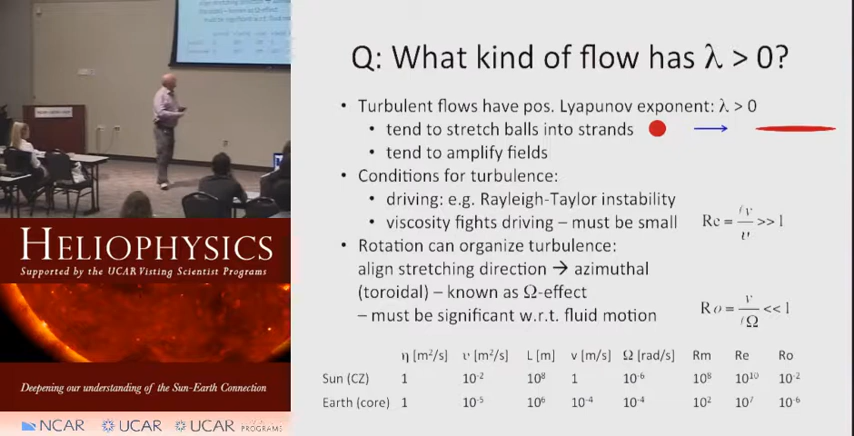 Q: What kind of flow has λ > 0?
• Turbulent flows have pos. Lyapunov exponent: λ > 0
• tend to stretch balls into strands
• tend to amplify fields
• Conditions for turbulence:
• driving: e.g. Rayleigh-Taylor instability
• viscosity fights driving – must be small
Re = ℓv / υ >> 1
• Rotation can organize turbulence:
align stretching direction → azimuthal
(toroidal) – known as Ω-effect
– must be significant w.r.t. fluid motion
Ro = v / ℓΩ << 1
η [m²/s] υ [m²/s] L [m] v [m/s] Ω [rad/s] Rm Re Ro
Sun (CZ) 1 10⁻² 10⁸ 1 10⁻⁶ 10⁸ 10¹⁰ 10⁻²
Earth (core) 1 10⁻⁵ 10⁶ 10⁻⁴ 10⁻⁴ 10² 10⁷ 10⁻⁶
HELIOPHYSICS
Supported by the UCAR Visting Scientist Programs
Deepening our understanding of the Sun-Earth Connection
NCAR UCAR UCAR PROGRAMS